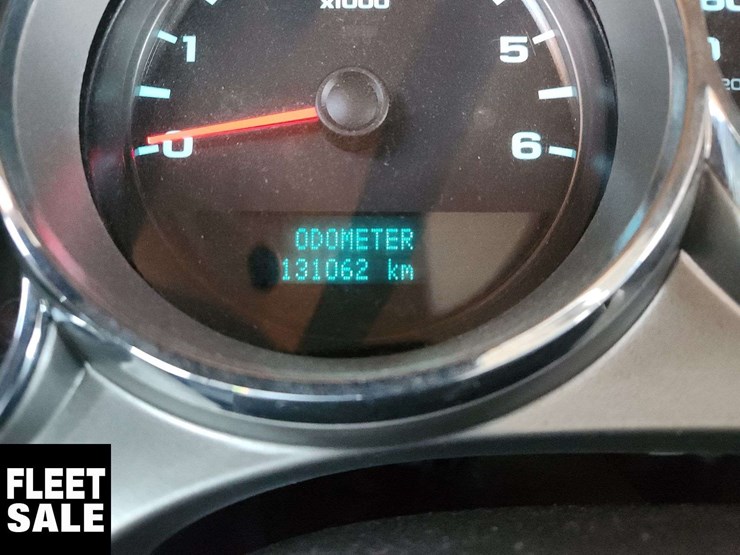 x1000
1
5
0
6
ODOMETER
131062 km
FLEET
SALE